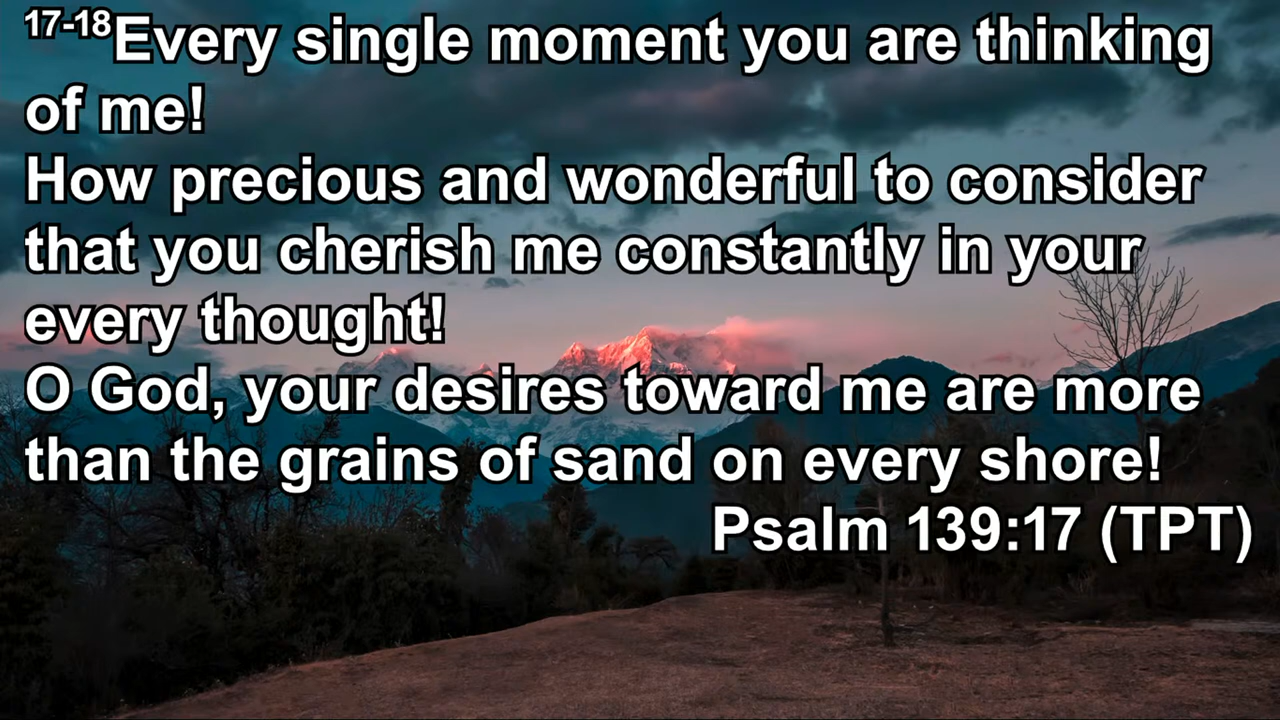 17-18Every single moment you are thinking
of me!
How precious and wonderful to consider
that you cherish me constantly in your
every thought!
O God, your desires toward me are more
than the grains of sand on every shore!
Psalm 139:17 (TPT)